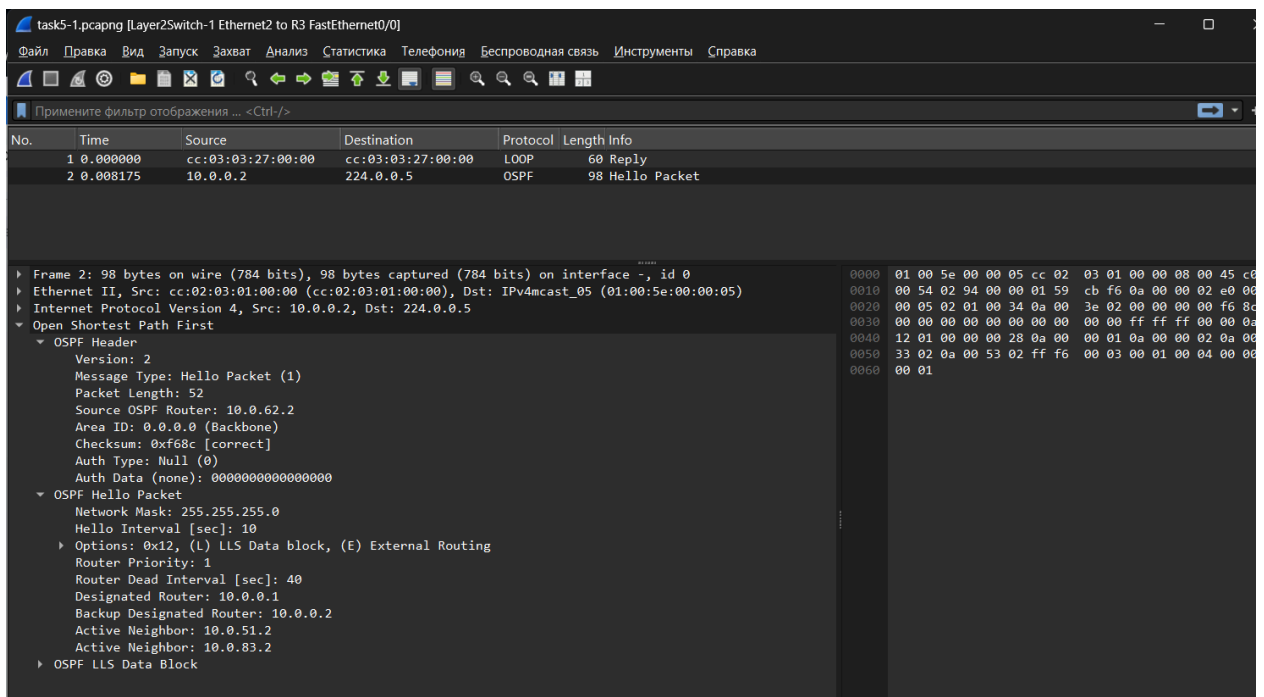 task5-1.pcapng [Layer2Switch-1 Ethernet2 to R3 FastEthernet0/0]
Файл Правка Вид Запуск Захват Анализ Статистика Телефония Беспроводная связь Инструменты Справка
Примените фильтр отображения ... <Ctrl-/>
No. Time Source Destination Protocol Length Info
1 0.000000 cc:03:03:27:00:00 cc:03:03:27:00:00 LOOP 60 Reply
2 0.008175 10.0.0.2 224.0.0.5 OSPF 98 Hello Packet
Frame 2: 98 bytes on wire (784 bits), 98 bytes captured (784 bits) on interface -, id 0
Ethernet II, Src: cc:02:03:01:00:00 (cc:02:03:01:00:00), Dst: IPv4mcast_05 (01:00:5e:00:00:05)
Internet Protocol Version 4, Src: 10.0.0.2, Dst: 224.0.0.5
Open Shortest Path First
OSPF Header
Version: 2
Message Type: Hello Packet (1)
Packet Length: 52
Source OSPF Router: 10.0.62.2
Area ID: 0.0.0.0 (Backbone)
Checksum: 0xf68c [correct]
Auth Type: Null (0)
Auth Data (none): 0000000000000000
OSPF Hello Packet
Network Mask: 255.255.255.0
Hello Interval [sec]: 10
Options: 0x12, (L) LLS Data block, (E) External Routing
Router Priority: 1
Router Dead Interval [sec]: 40
Designated Router: 10.0.0.1
Backup Designated Router: 10.0.0.2
Active Neighbor: 10.0.51.2
Active Neighbor: 10.0.83.2
OSPF LLS Data Block
0000 01 00 5e 00 00 05 cc 02 03 01 00 00 08 00 45 c0
0010 00 54 02 94 00 00 01 59 cb f6 0a 00 00 02 e0 00
0020 00 05 02 01 00 34 0a 00 3e 02 00 00 00 00 f6 8c
0030 00 00 00 00 00 00 00 00 00 00 ff ff ff 00 00 0a
0040 12 01 00 00 00 28 0a 00 00 01 0a 00 00 02 0a 00
0050 33 02 0a 00 53 02 ff f6 00 03 00 01 00 04 00 00
0060 00 01